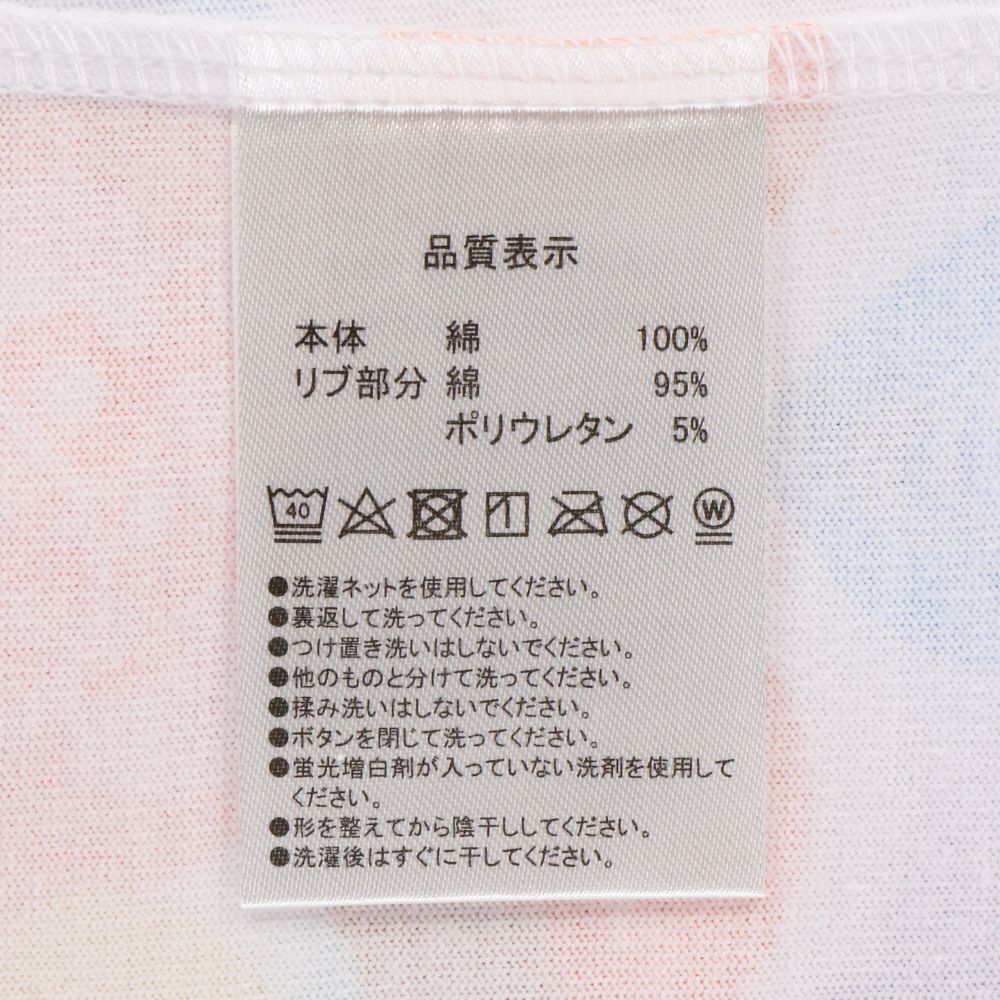 品質表示
本体 綿 100%
リブ部分 綿 95%
ポリウレタン 5%
40 W
●洗濯ネットを使用してください。
●裏返して洗ってください。
●つけ置き洗いはしないでください。
●他のものと分けて洗ってください。
●揉み洗いはしないでください。
●ボタンを閉じて洗ってください。
●蛍光増白剤が入っていない洗剤を使用して
ください。
●形を整えてから陰干ししてください。
●洗濯後はすぐに干してください。